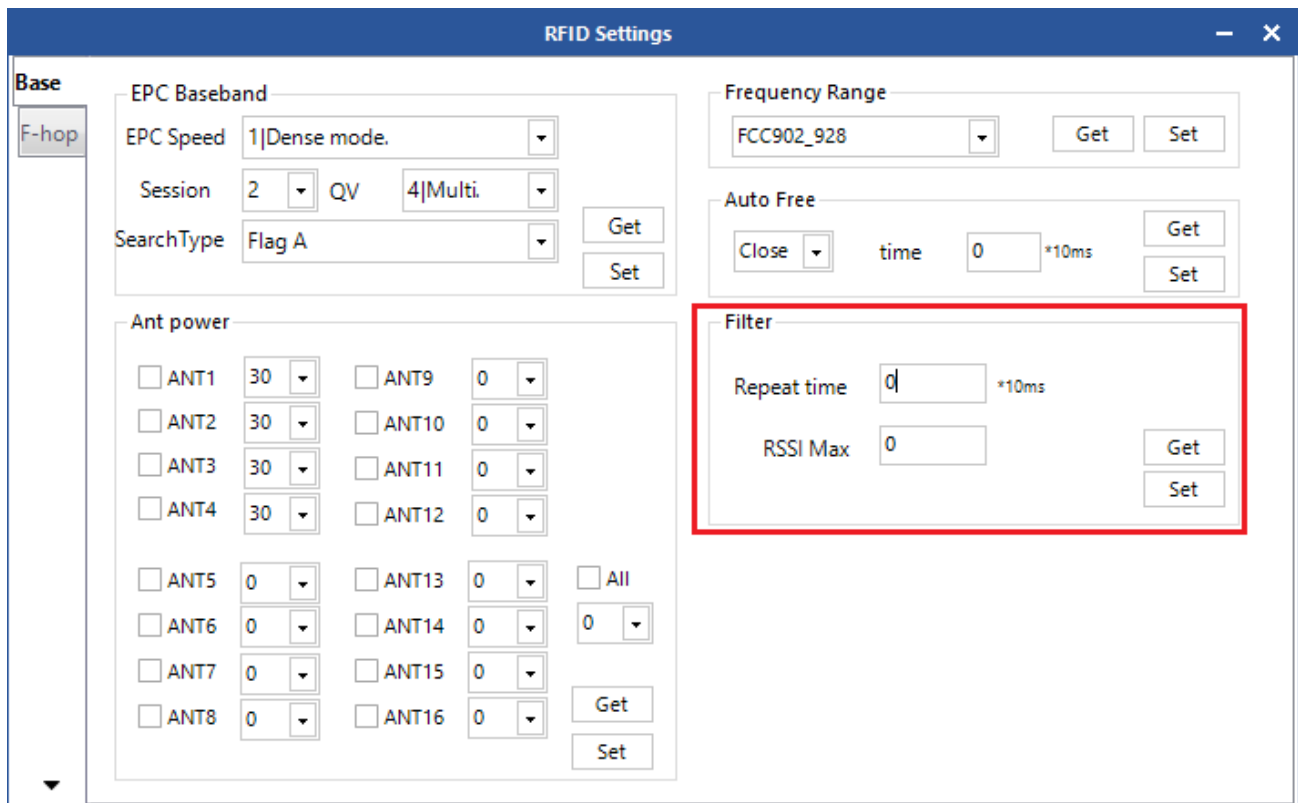 RFID Settings
Base
F-hop
EPC Baseband
EPC Speed 1|Dense mode.
Session 2 QV 4|Multi.
SearchType Flag A
Get
Set
Frequency Range
FCC902_928 Get Set
Auto Free
Close time 0 *10ms
Get
Set
Ant power
ANT1 30 ANT9 0
ANT2 30 ANT10 0
ANT3 30 ANT11 0
ANT4 30 ANT12 0
ANT5 0 ANT13 0 All
ANT6 0 ANT14 0 0
ANT7 0 ANT15 0
ANT8 0 ANT16 0
Get
Set
Filter
Repeat time 0 *10ms
RSSI Max 0
Get
Set